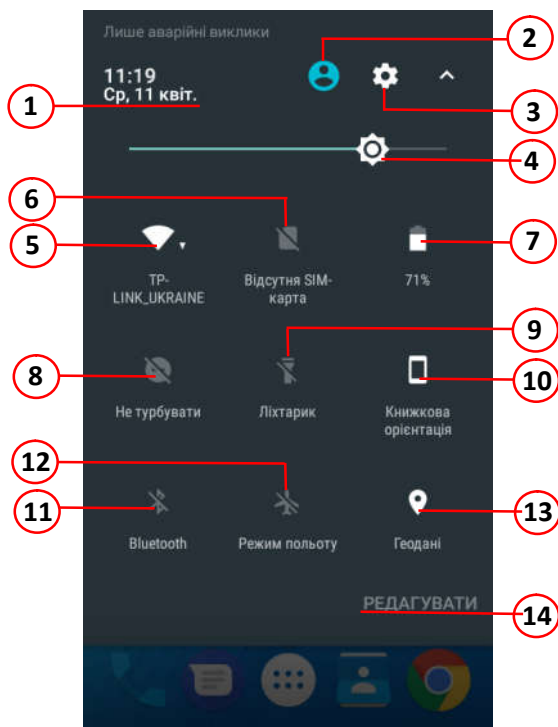 Лише аварійні виклики
2
11:19
Ср, 11 квіт.
1
3
4
6
5
7
TP-
LINK_UKRAINE
Відсутня SIM-
карта
71%
9
8
10
Не турбувати
Ліхтарик
Книжкова
орієнтація
12
11
13
Bluetooth
Режим польоту
Геодані
РЕДАГУВАТИ
14